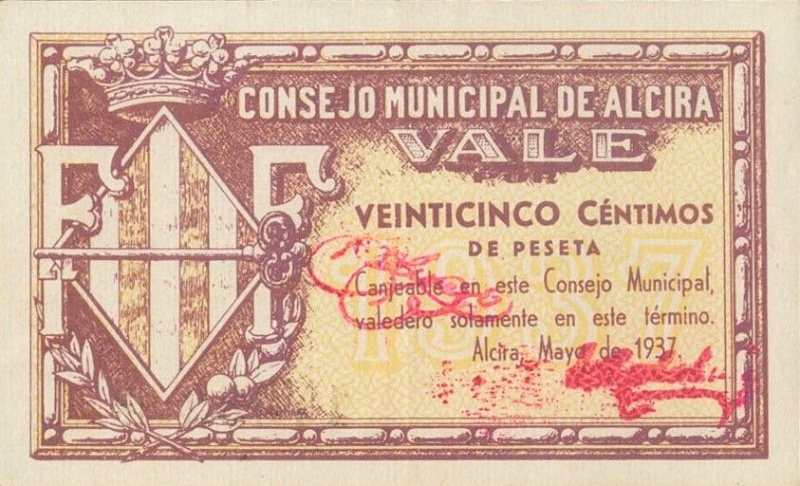 CONSEJO MUNICIPAL DE ALCIRA
VALE
F F
VEINTICINCO CÉNTIMOS
DE PESETA
1937
Canjeable en este Consejo Municipal,
valedero solamente en este término.
Alcira, Mayo de 1937.